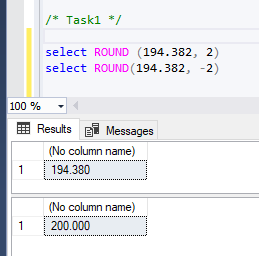 /* Task1 */
select ROUND (194.382, 2)
select ROUND(194.382, -2)
100 %
Results Messages
(No column name)
1 194.380
(No column name)
1 200.000